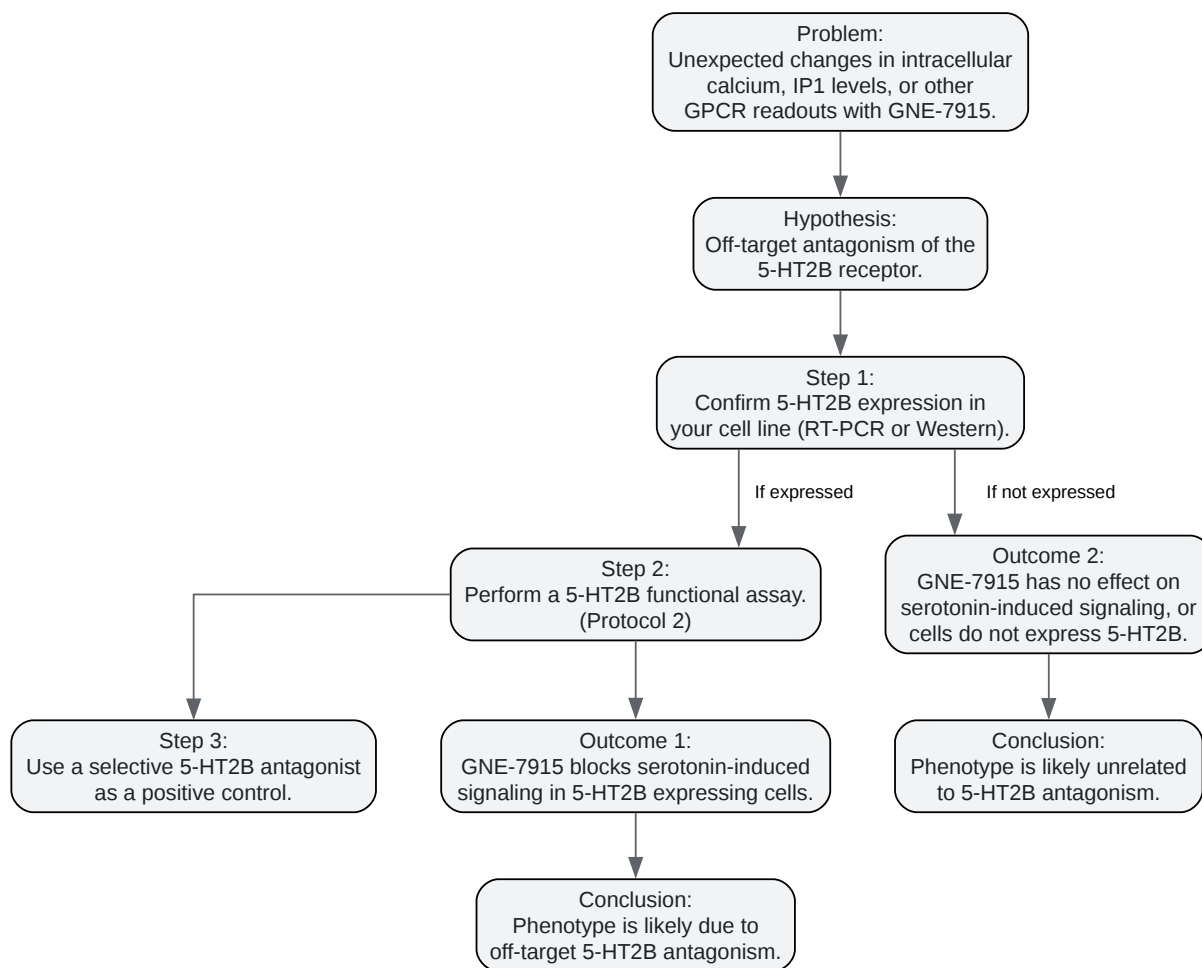 Problem:
Unexpected changes in intracellular
calcium, IP1 levels, or other
GPCR readouts with GNE-7915.
Hypothesis:
Off-target antagonism of the
5-HT2B receptor.
Step 1:
Confirm 5-HT2B expression in
your cell line (RT-PCR or Western).
If expressed
If not expressed
Step 2:
Perform a 5-HT2B functional assay.
(Protocol 2)
Outcome 2:
GNE-7915 has no effect on
serotonin-induced signaling, or
cells do not express 5-HT2B.
Step 3:
Use a selective 5-HT2B antagonist
as a positive control.
Outcome 1:
GNE-7915 blocks serotonin-induced
signaling in 5-HT2B expressing cells.
Conclusion:
Phenotype is likely unrelated
to 5-HT2B antagonism.
Conclusion:
Phenotype is likely due to
off-target 5-HT2B antagonism.